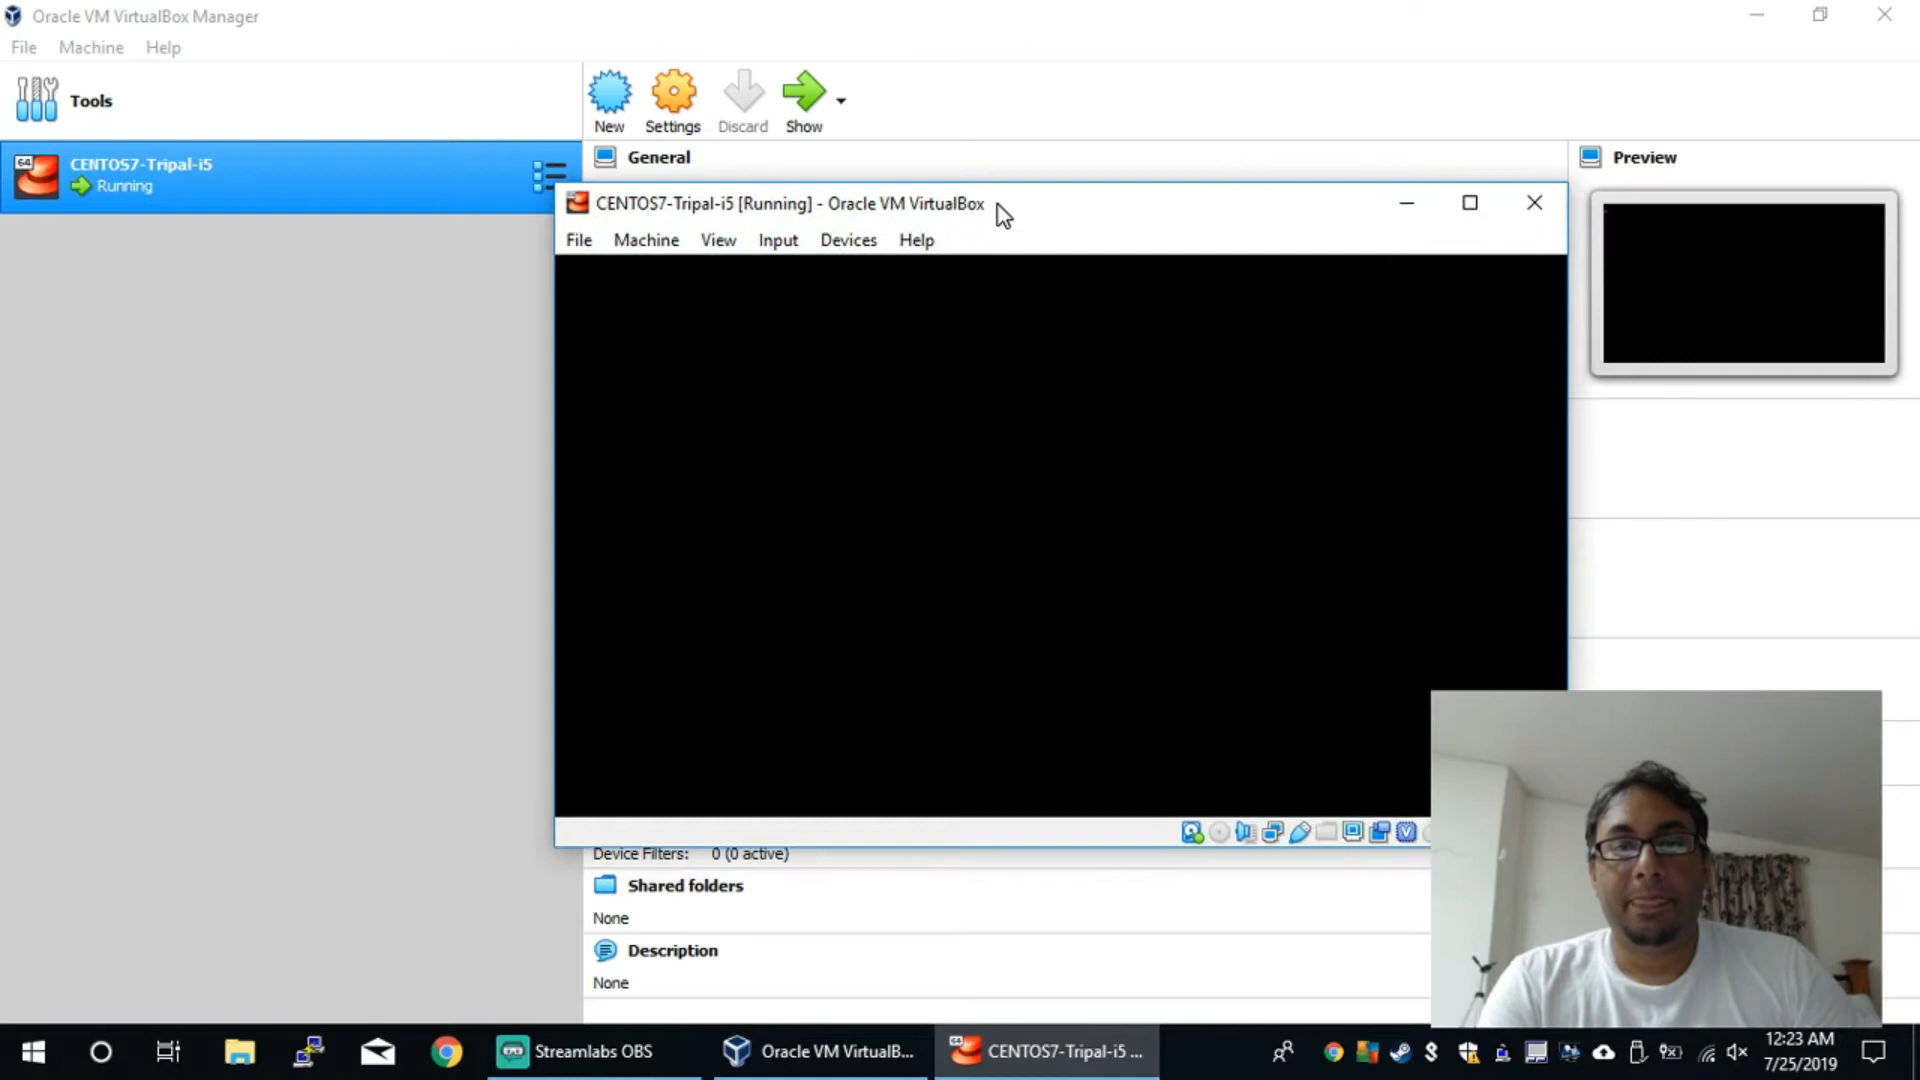 Oracle VM VirtualBox Manager
File Machine Help
Tools
New Settings Discard Show
64 CENTOS7-Tripal-i5
Running
General
Preview
CENTOS7-Tripal-i5 [Running] - Oracle VM VirtualBox
File Machine View Input Devices Help
Device Filters: 0 (0 active)
Shared folders
None
Description
None
Streamlabs OBS
Oracle VM VirtualB...
64 CENTOS7-Tripal-i5 ...
12:23 AM
7/25/2019